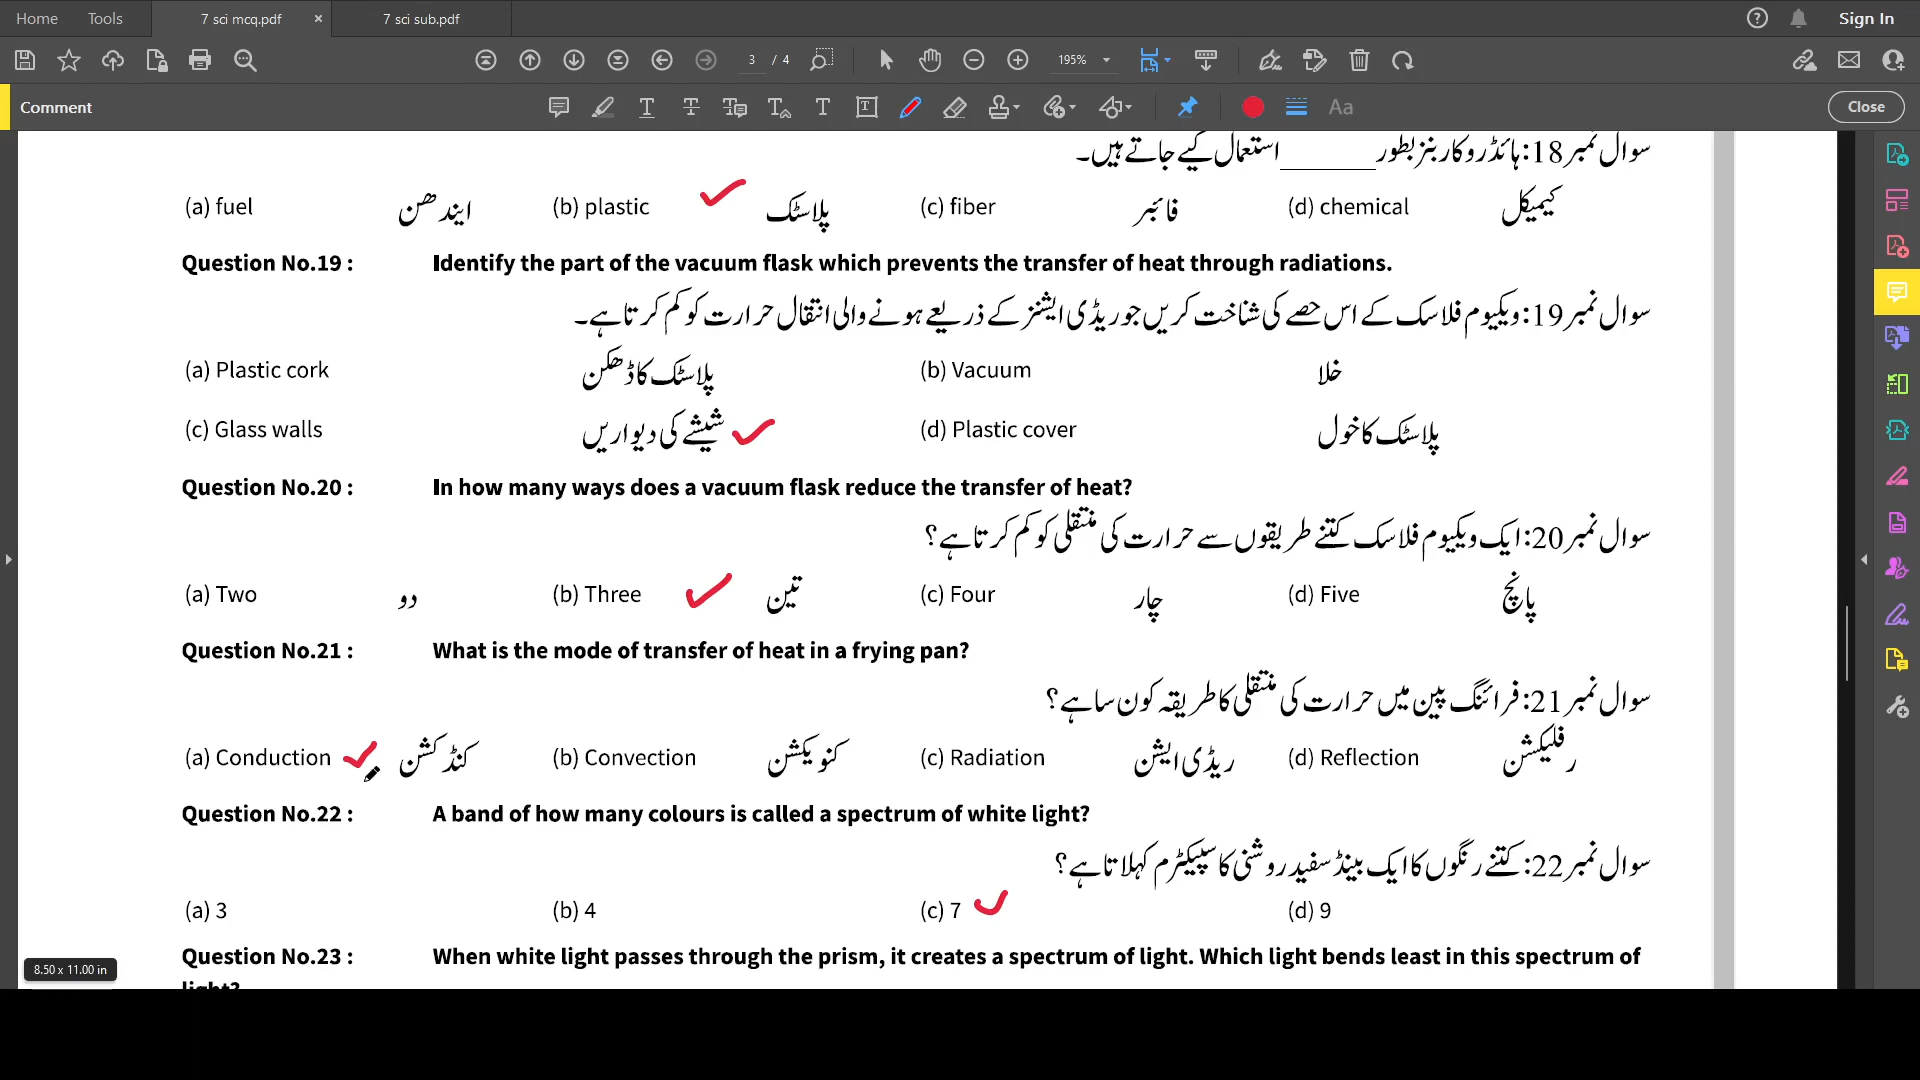 Home Tools 7 sci mcq.pdf × 7 sci sub.pdf Sign In
3 / 4 195%
Comment Aa Close
سوال نمبر 18: ہائڈروکاربنز بطور ________ استعمال کیے جاتے ہیں۔
(a) fuel ایندھن (b) plastic پلاسٹک (c) fiber فائبر (d) chemical کیمیکل
Question No.19 : Identify the part of the vacuum flask which prevents the transfer of heat through radiations.
سوال نمبر 19: ویکیوم فلاسک کے اس حصے کی شناخت کریں جو ریڈی ایشنز کے ذریعے ہونے والی انتقال حرارت کو کم کرتا ہے۔
(a) Plastic cork پلاسٹک کا ڈھکن (b) Vacuum خلا
(c) Glass walls شیشے کی دیواریں (d) Plastic cover پلاسٹک کا خول
Question No.20 : In how many ways does a vacuum flask reduce the transfer of heat?
سوال نمبر 20: ایک ویکیوم فلاسک کتنے طریقوں سے حرارت کی منتقلی کو کم کرتا ہے؟
(a) Two دو (b) Three تین (c) Four چار (d) Five پانچ
Question No.21 : What is the mode of transfer of heat in a frying pan?
سوال نمبر 21: فرائنگ پین میں حرارت کی منتقلی کا طریقہ کون سا ہے؟
(a) Conduction کنڈکشن (b) Convection کنویکشن (c) Radiation ریڈی ایشن (d) Reflection رفلیکشن
Question No.22 : A band of how many colours is called a spectrum of white light?
سوال نمبر 22: کتنے رنگوں کا ایک بینڈ سفید روشنی کا سپیکٹرم کہلاتا ہے؟
(a) 3 (b) 4 (c) 7 (d) 9
Question No.23 : When white light passes through the prism, it creates a spectrum of light. Which light bends least in this spectrum of
light?
8.50 x 11.00 in